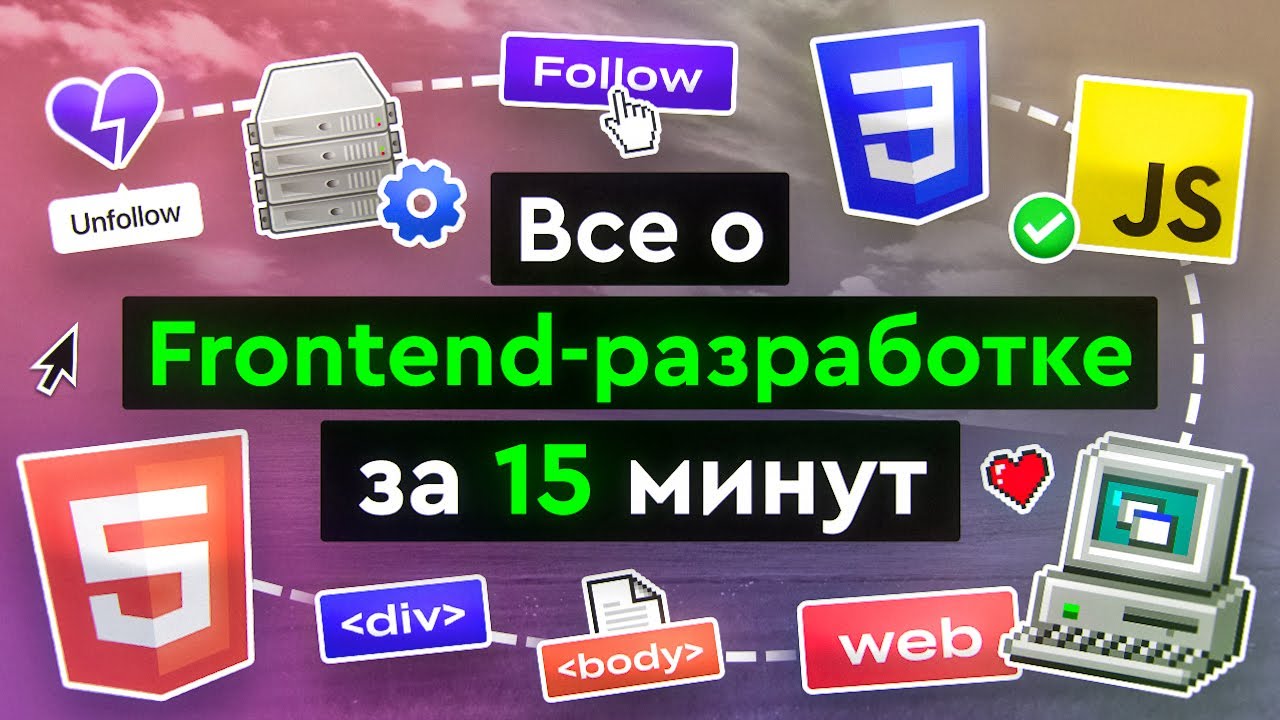 Follow
Unfollow
JS
Все о
Frontend-разработке
за 15 минут
<div>
<body>
web